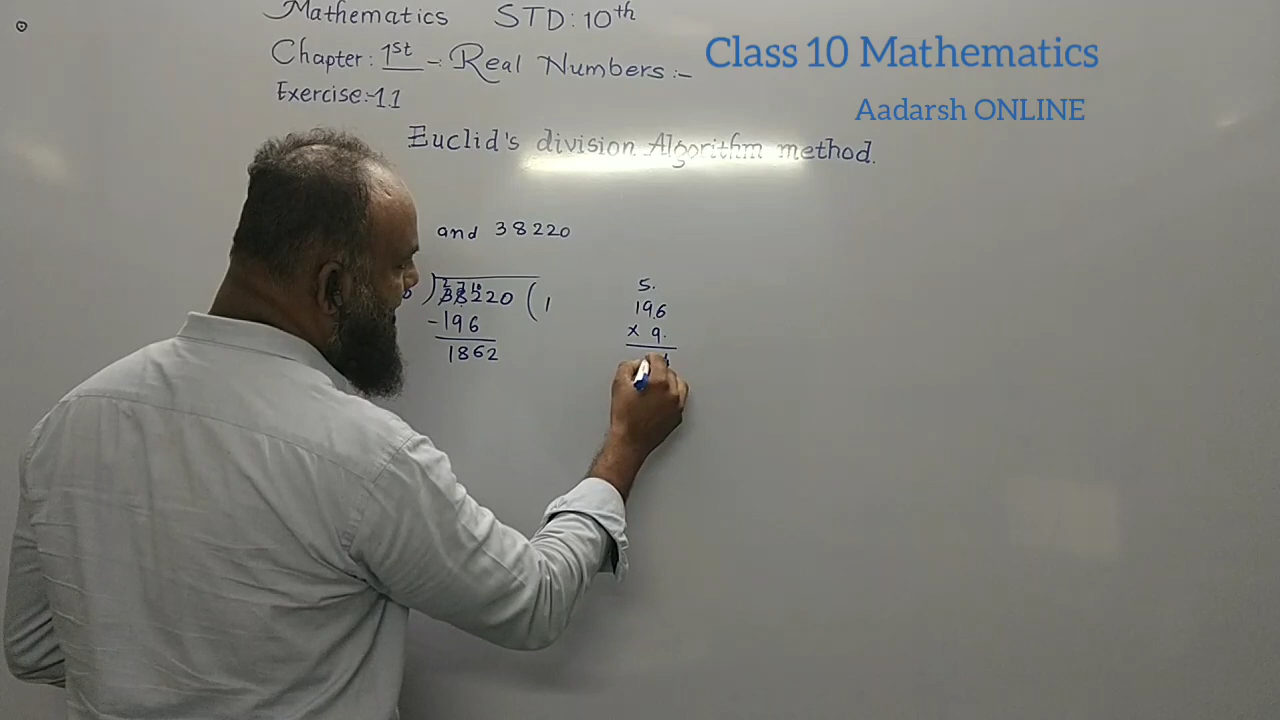 Mathematics STD: 10th
Chapter: 1st -: Real Numbers :-
Class 10 Mathematics
Exercise:-1.1
Aadarsh ONLINE
Euclid's division Algorithm method.
and 38220
38220 ( 1
-196
1862
5.
196
x 9.